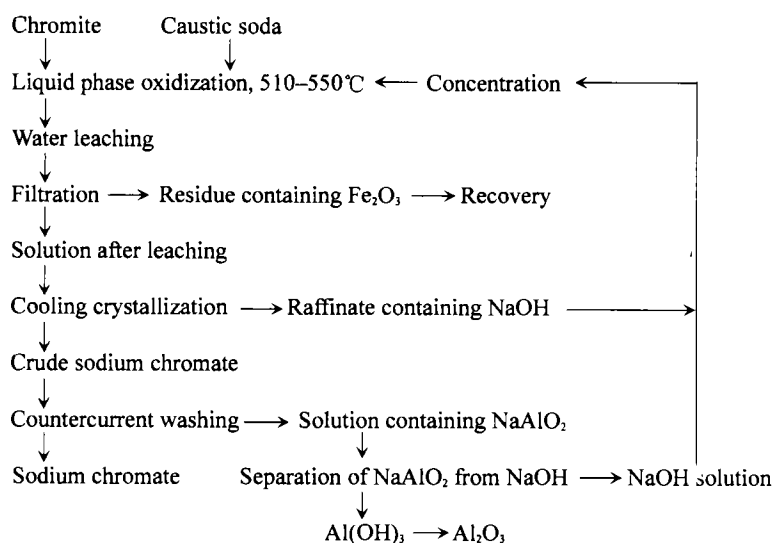 Chromite Caustic soda
Liquid phase oxidization, 510–550℃ Concentration
Water leaching
Filtration Residue containing Fe₂O₃ Recovery
Solution after leaching
Cooling crystallization Raffinate containing NaOH
Crude sodium chromate
Countercurrent washing Solution containing NaAlO₂
Sodium chromate Separation of NaAlO₂ from NaOH NaOH solution
Al(OH)₃ Al₂O₃